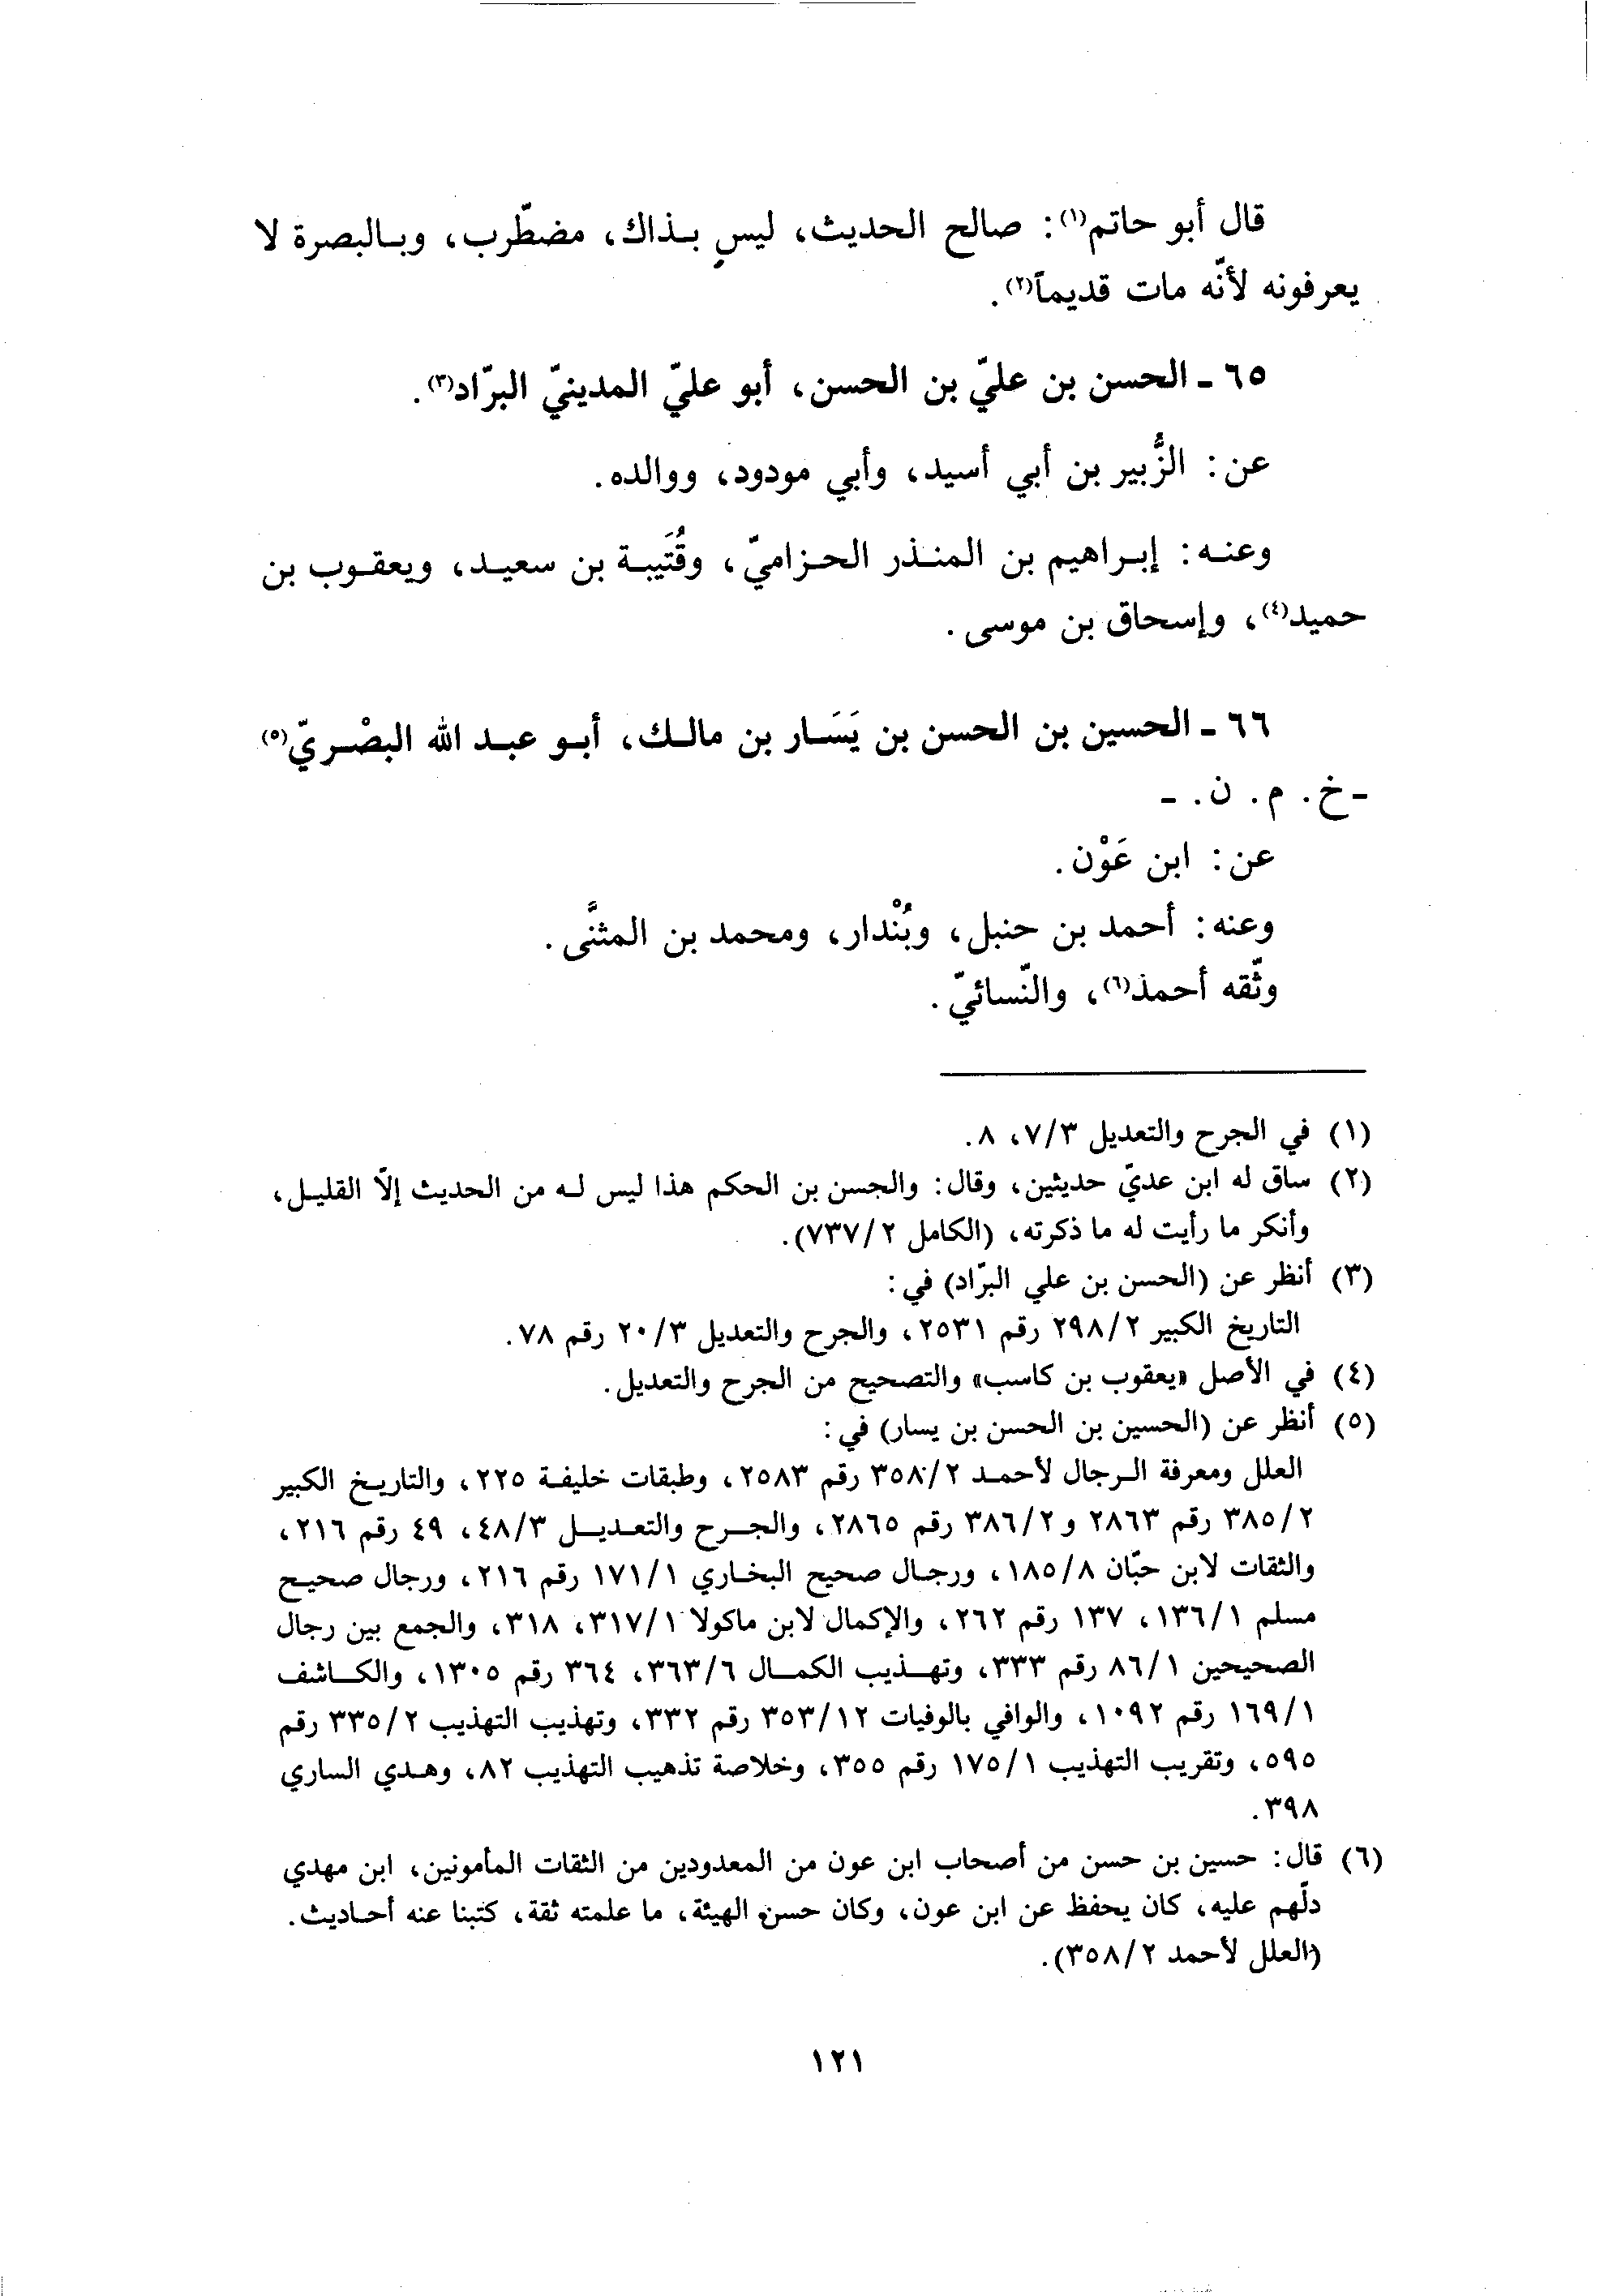 قال أبو حاتم(١): صالح الحديث، ليس بذاك، مضطّرب، وبالبصرة لا
يعرفونه لأنّه مات قديماً(٢).
٦٥ ـ الحسن بن عليّ بن الحسن، أبو عليّ المدينيّ البرّاد(٣).
عن: الزُّبير بن أبي أسيد، وأبي مودود، ووالده.
وعنه: إبراهيم بن المنذر الحزاميّ، وقُتَيبة بن سعيد، ويعقوب بن
حميد(٤)، وإسحاق بن موسى.
٦٦ ـ الحسين بن الحسن بن يَسَار بن مالك، أبو عبد الله البصْريّ(٥)
ـ خ. م. ن. ـ
عن: ابن عَوْن.
وعنه: أحمد بن حنبل، وبُنْدار، ومحمد بن المثنَّى.
وثّقه أحمد(٦)، والنّسائيّ.
(١) في الجرح والتعديل ٧/٣، ٨.
(٢) ساق له ابن عديّ حديثين، وقال: والحسن بن الحكم هذا ليس له من الحديث إلّا القليل،
وأنكر ما رأيت له ما ذكرته، (الكامل ٧٣٧/٢).
(٣) أنظر عن (الحسن بن علي البرّاد) في:
التاريخ الكبير ٢٩٨/٢ رقم ٢٥٣١، والجرح والتعديل ٢٠/٣ رقم ٧٨.
(٤) في الأصل «يعقوب بن كاسب» والتصحيح من الجرح والتعديل.
(٥) أنظر عن (الحسين بن الحسن بن يسار) في:
العلل ومعرفة الرجال لأحمد ٣٥٨/٢ رقم ٢٥٨٣، وطبقات خليفة ٢٢٥، والتاريخ الكبير
٣٨٥/٢ رقم ٢٨٦٣ و ٣٨٦/٢ رقم ٢٨٦٥، والجرح والتعديل ٤٨/٣، ٤٩ رقم ٢١٦،
والثقات لابن حبّان ١٨٥/٨، ورجال صحيح البخاري ١٧١/١ رقم ٢١٦، ورجال صحيح
مسلم ١٣٦/١، ١٣٧ رقم ٢٦٢، والإكمال لابن ماكولا ٣١٧/١، ٣١٨، والجمع بين رجال
الصحيحين ٨٦/١ رقم ٣٣٣، وتهذيب الكمال ٣٦٣/٦، ٣٦٤ رقم ١٣٠٥، والكاشف
١٦٩/١ رقم ١٠٩٢، والوافي بالوفيات ٣٥٣/١٢ رقم ٣٣٢، وتهذيب التهذيب ٣٣٥/٢ رقم
٥٩٥، وتقريب التهذيب ١٧٥/١ رقم ٣٥٥، وخلاصة تذهيب التهذيب ٨٢، وهدي الساري
٣٩٨.
(٦) قال: حسين بن حسن من أصحاب ابن عون من المعدودين من الثقات المأمونين، ابن مهدي
دلّهم عليه، كان يحفظ عن ابن عون، وكان حسن الهيئة، ما علمته ثقة، كتبنا عنه أحاديث.
(العلل لأحمد ٣٥٨/٢).
١٢١